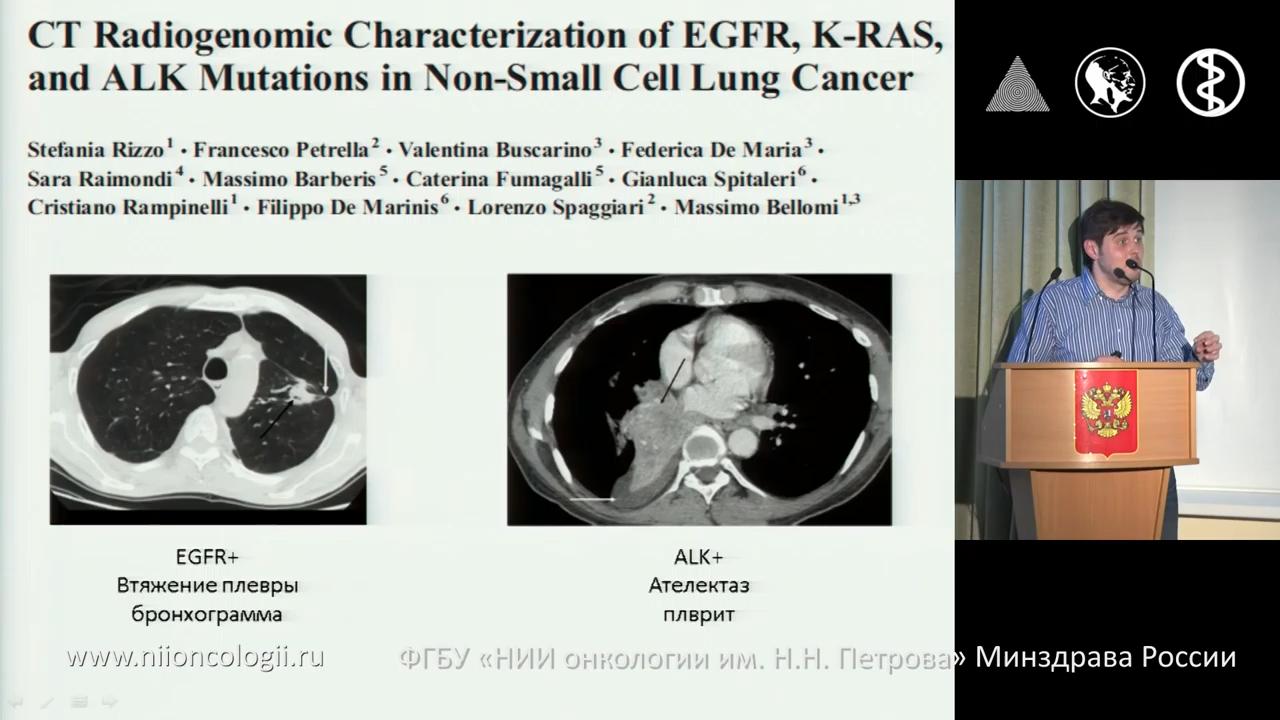 CT Radiogenomic Characterization of EGFR, K-RAS,
and ALK Mutations in Non-Small Cell Lung Cancer
Stefania Rizzo1 · Francesco Petrella2 · Valentina Buscarino3 · Federica De Maria3 ·
Sara Raimondi4 · Massimo Barberis5 · Caterina Fumagalli5 · Gianluca Spitaleri6 ·
Cristiano Rampinelli1 · Filippo De Marinis6 · Lorenzo Spaggiari2 · Massimo Bellomi1,3
EGFR+
Втяжение плевры
бронхограмма
ALK+
Ателектаз
плврит
www.niioncologii.ru
ФГБУ «НИИ онкологии им. Н.Н. Петрова» Минздрава России